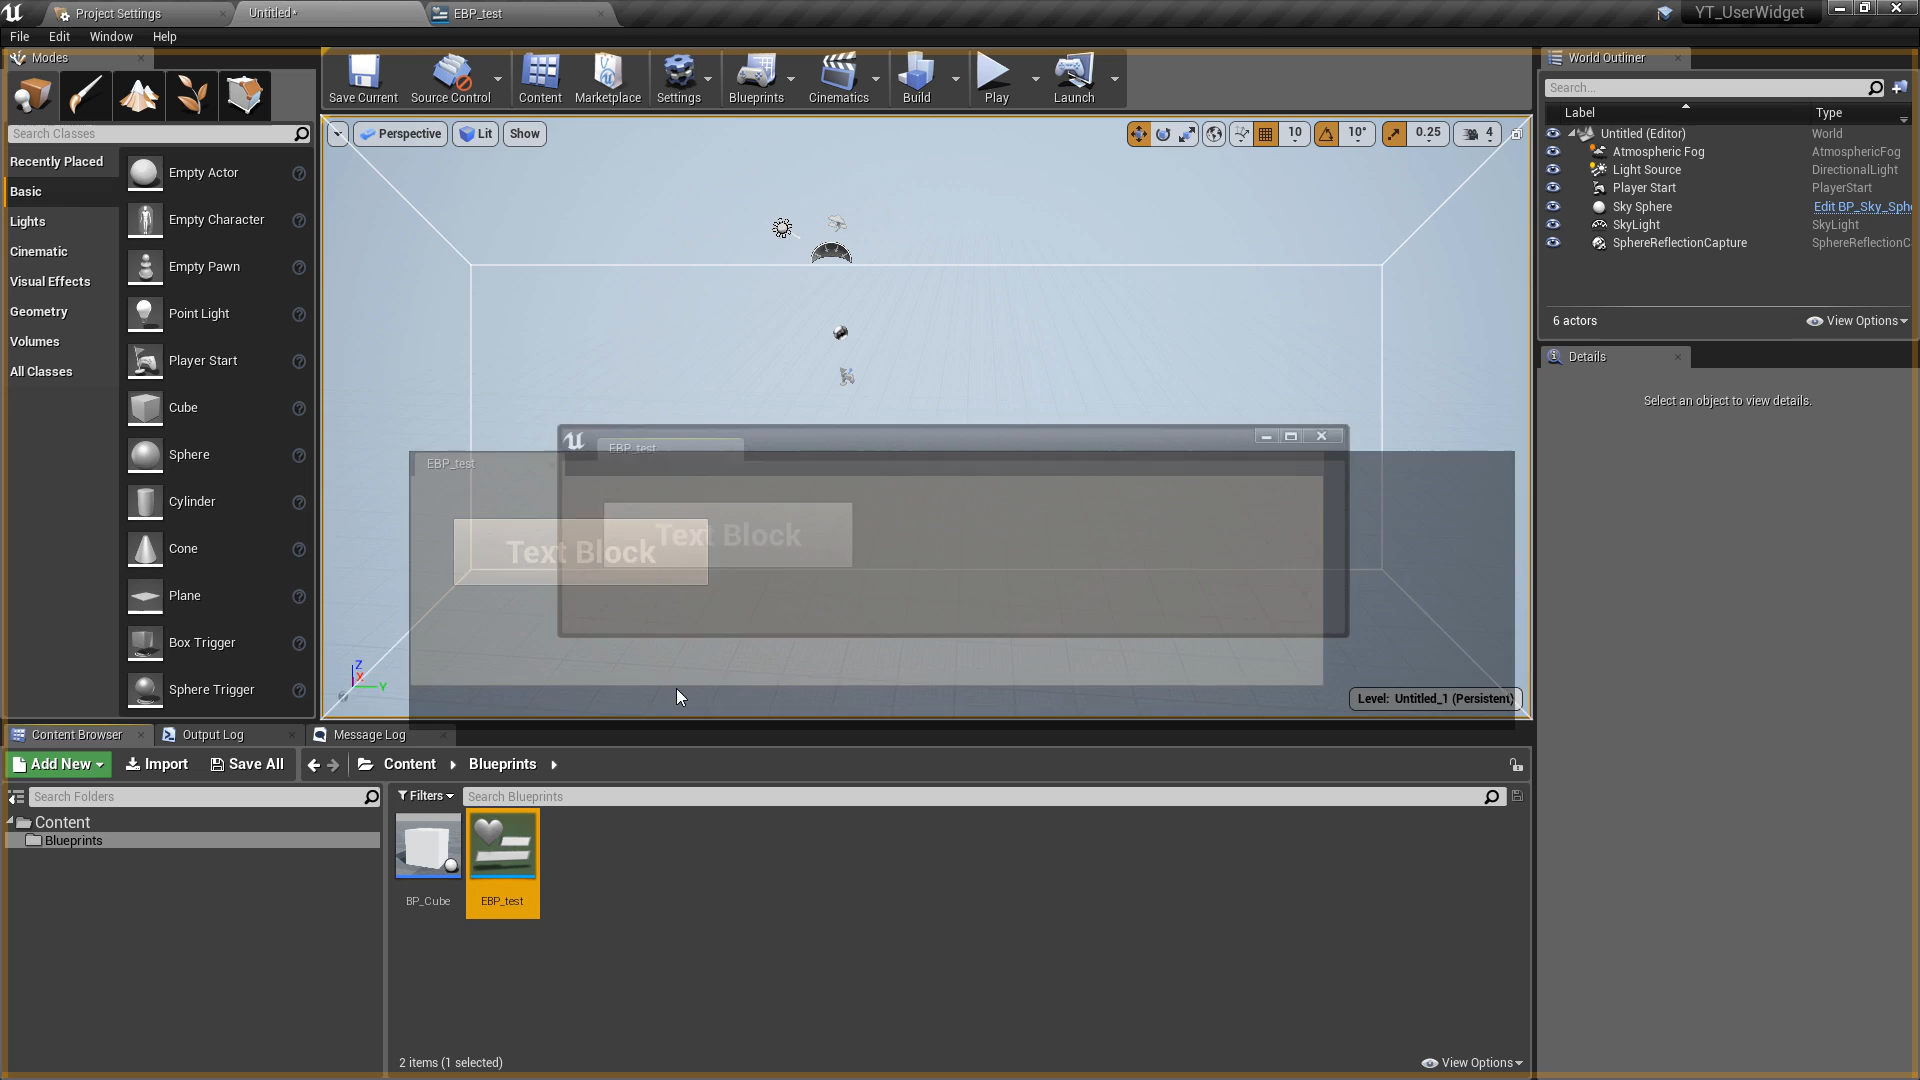 Project Settings
Untitled*
EBP_test
YT_UserWidget
File
Edit
Window
Help
Modes
Save Current
Source Control
Content
Marketplace
Settings
Blueprints
Cinematics
Build
Play
Launch
World Outliner
Search...
Label
Type
Search Classes
Perspective
Lit
Show
10
10°
0.25
4
Untitled (Editor)
World
Atmospheric Fog
AtmosphericFog
Light Source
DirectionalLight
Player Start
PlayerStart
Sky Sphere
Edit BP_Sky_Sphe
SkyLight
SkyLight
SphereReflectionCapture
SphereReflectionC
6 actors
View Options
Details
Select an object to view details.
Recently Placed
Basic
Lights
Cinematic
Visual Effects
Geometry
Volumes
All Classes
Empty Actor
Empty Character
Empty Pawn
Point Light
Player Start
Cube
Sphere
Cylinder
Cone
Plane
Box Trigger
Sphere Trigger
EBP_test
EBP_test
Text Block
Text Block
Z
X
Y
Level: Untitled_1 (Persistent)
Content Browser
Output Log
Message Log
Add New
Import
Save All
Content
Blueprints
Search Folders
Filters
Search Blueprints
Content
Blueprints
BP_Cube
EBP_test
2 items (1 selected)
View Options